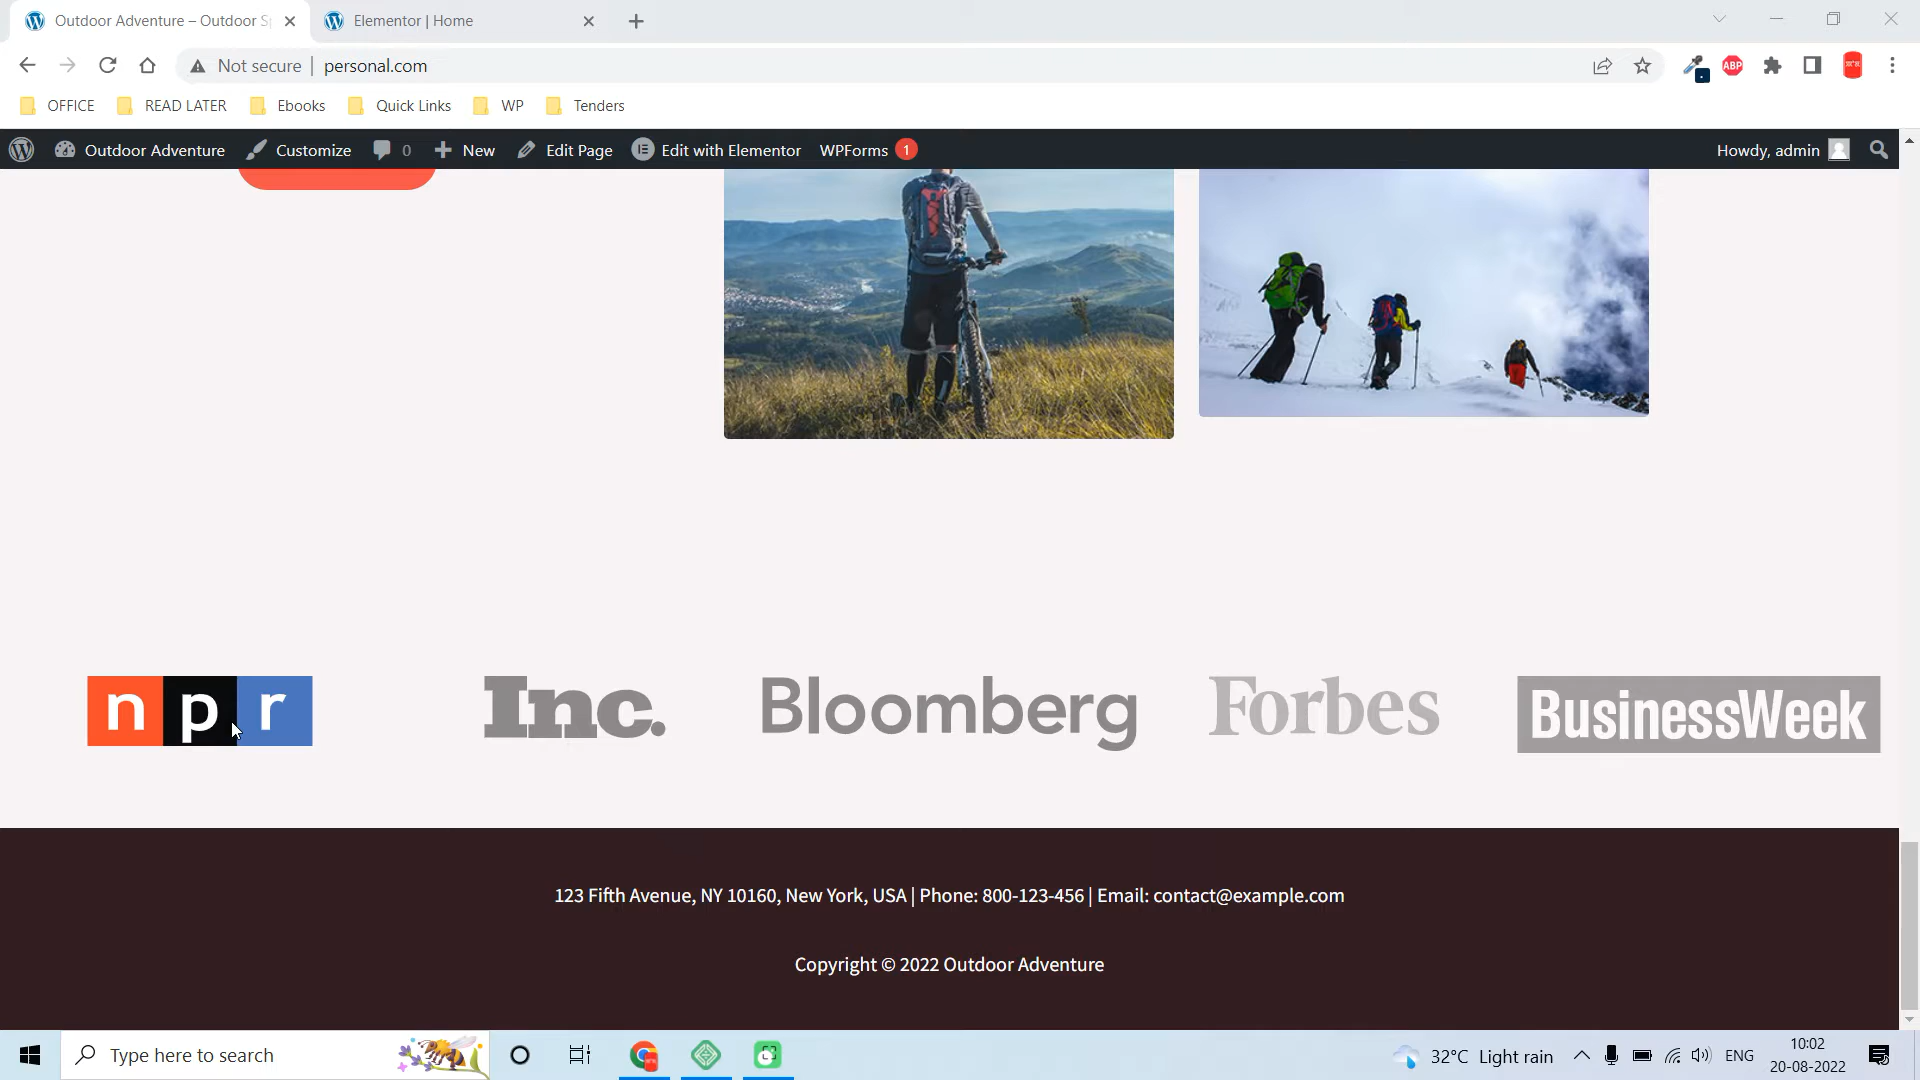 Outdoor Adventure – Outdoor S
Elementor | Home
Not secure
personal.com
ABP
OFFICE
READ LATER
Ebooks
Quick Links
WP
Tenders
Outdoor Adventure
Customize
0
New
Edit Page
Edit with Elementor
WPForms 1
Howdy, admin
npr
Inc.
Bloomberg
Forbes
BusinessWeek
123 Fifth Avenue, NY 10160, New York, USA | Phone: 800-123-456 | Email: contact@example.com
Copyright © 2022 Outdoor Adventure
Type here to search
32°C Light rain
ENG
10:02
20-08-2022